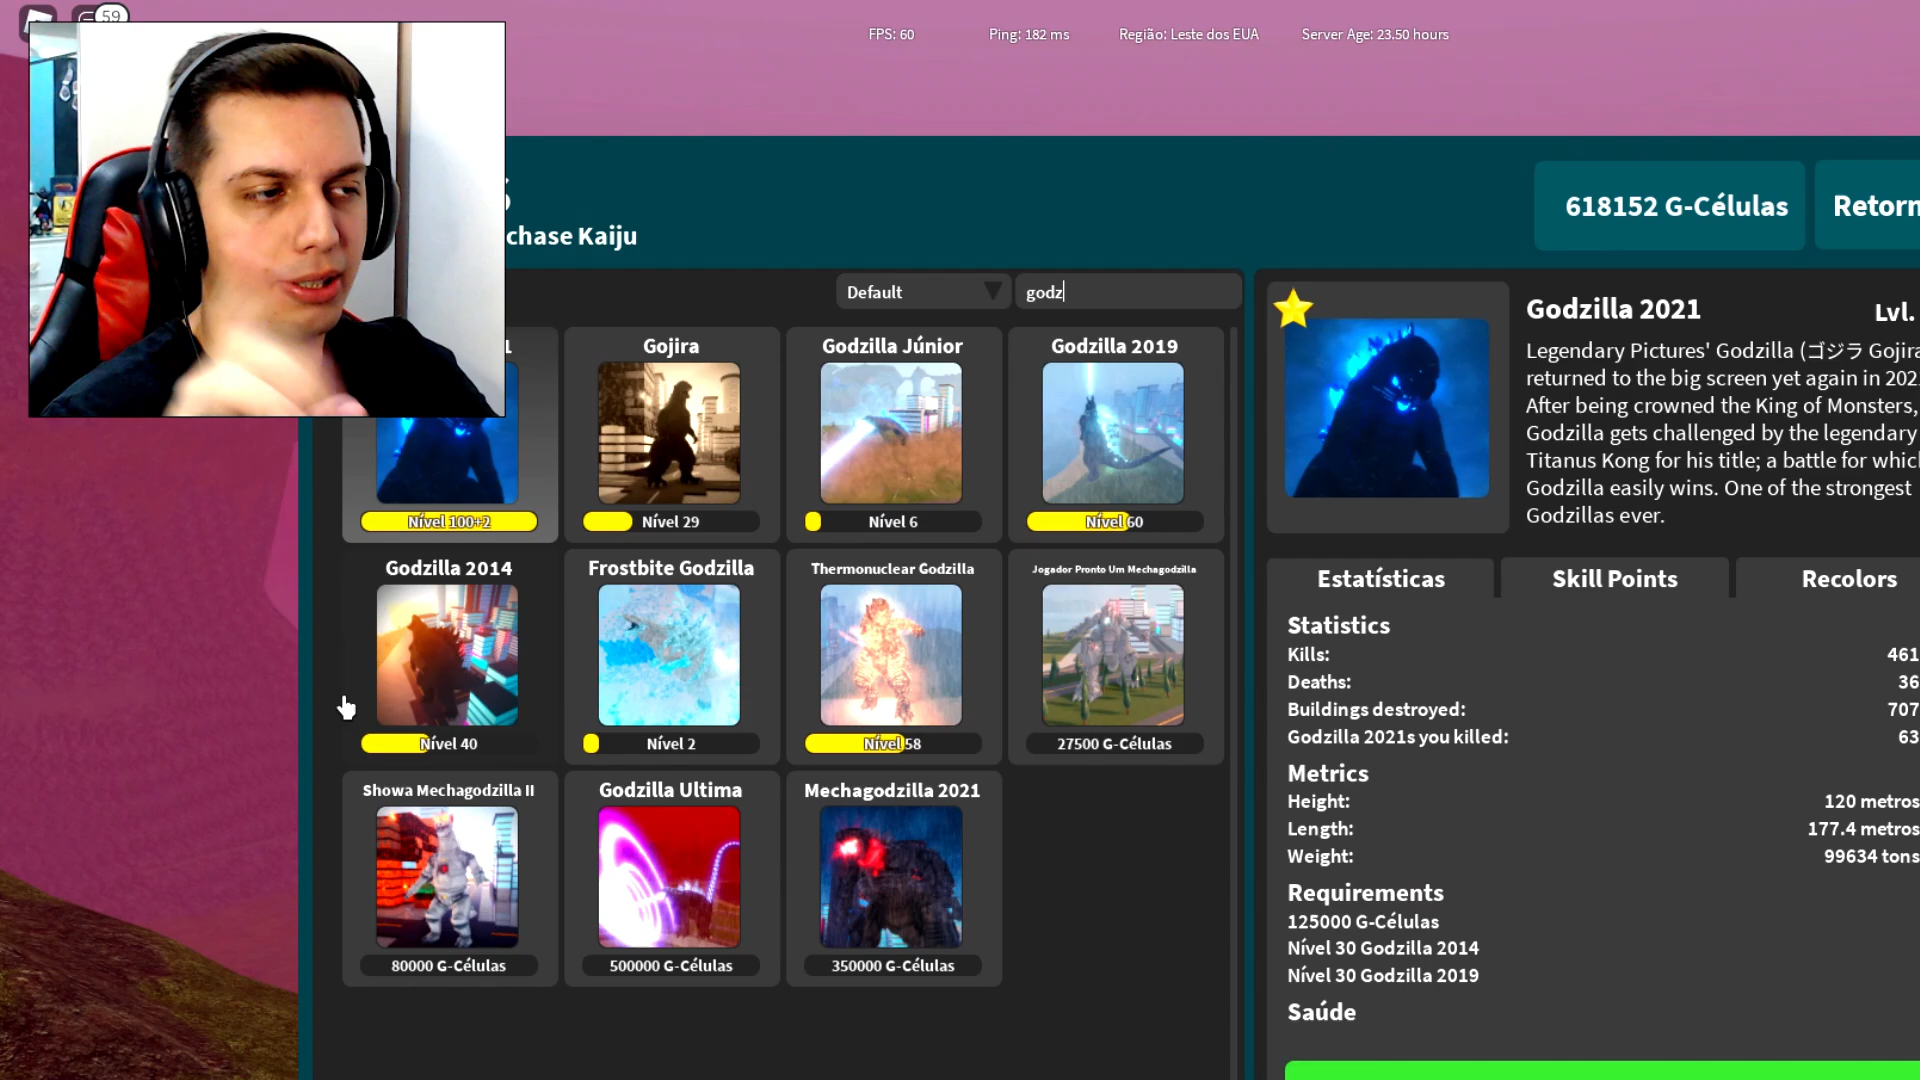 59
FPS: 60
Ping: 182 ms
Região: Leste dos EUA
Server Age: 23.50 hours
chase Kaiju
618152 G-Células
Retorn
Default
godz
1
Nível 100+2
Gojira
Nível 29
Godzilla Júnior
Nível 6
Godzilla 2019
Nível 60
Godzilla 2014
Nível 40
Frostbite Godzilla
Nível 2
Thermonuclear Godzilla
Nível 58
Jogador Pronto Um Mechagodzilla
27500 G-Células
Showa Mechagodzilla II
80000 G-Células
Godzilla Ultima
500000 G-Células
Mechagodzilla 2021
350000 G-Células
Godzilla 2021
Lvl.
Legendary Pictures' Godzilla (ゴジラ Gojira
returned to the big screen yet again in 202
After being crowned the King of Monsters,
Godzilla gets challenged by the legendary
Titanus Kong for his title; a battle for whic
Godzilla easily wins. One of the strongest
Godzillas ever.
Estatísticas
Skill Points
Recolors
Statistics
Kills: 461
Deaths: 36
Buildings destroyed: 707
Godzilla 2021s you killed: 63
Metrics
Height: 120 metros
Length: 177.4 metros
Weight: 99634 tons
Requirements
125000 G-Células
Nível 30 Godzilla 2014
Nível 30 Godzilla 2019
Saúde